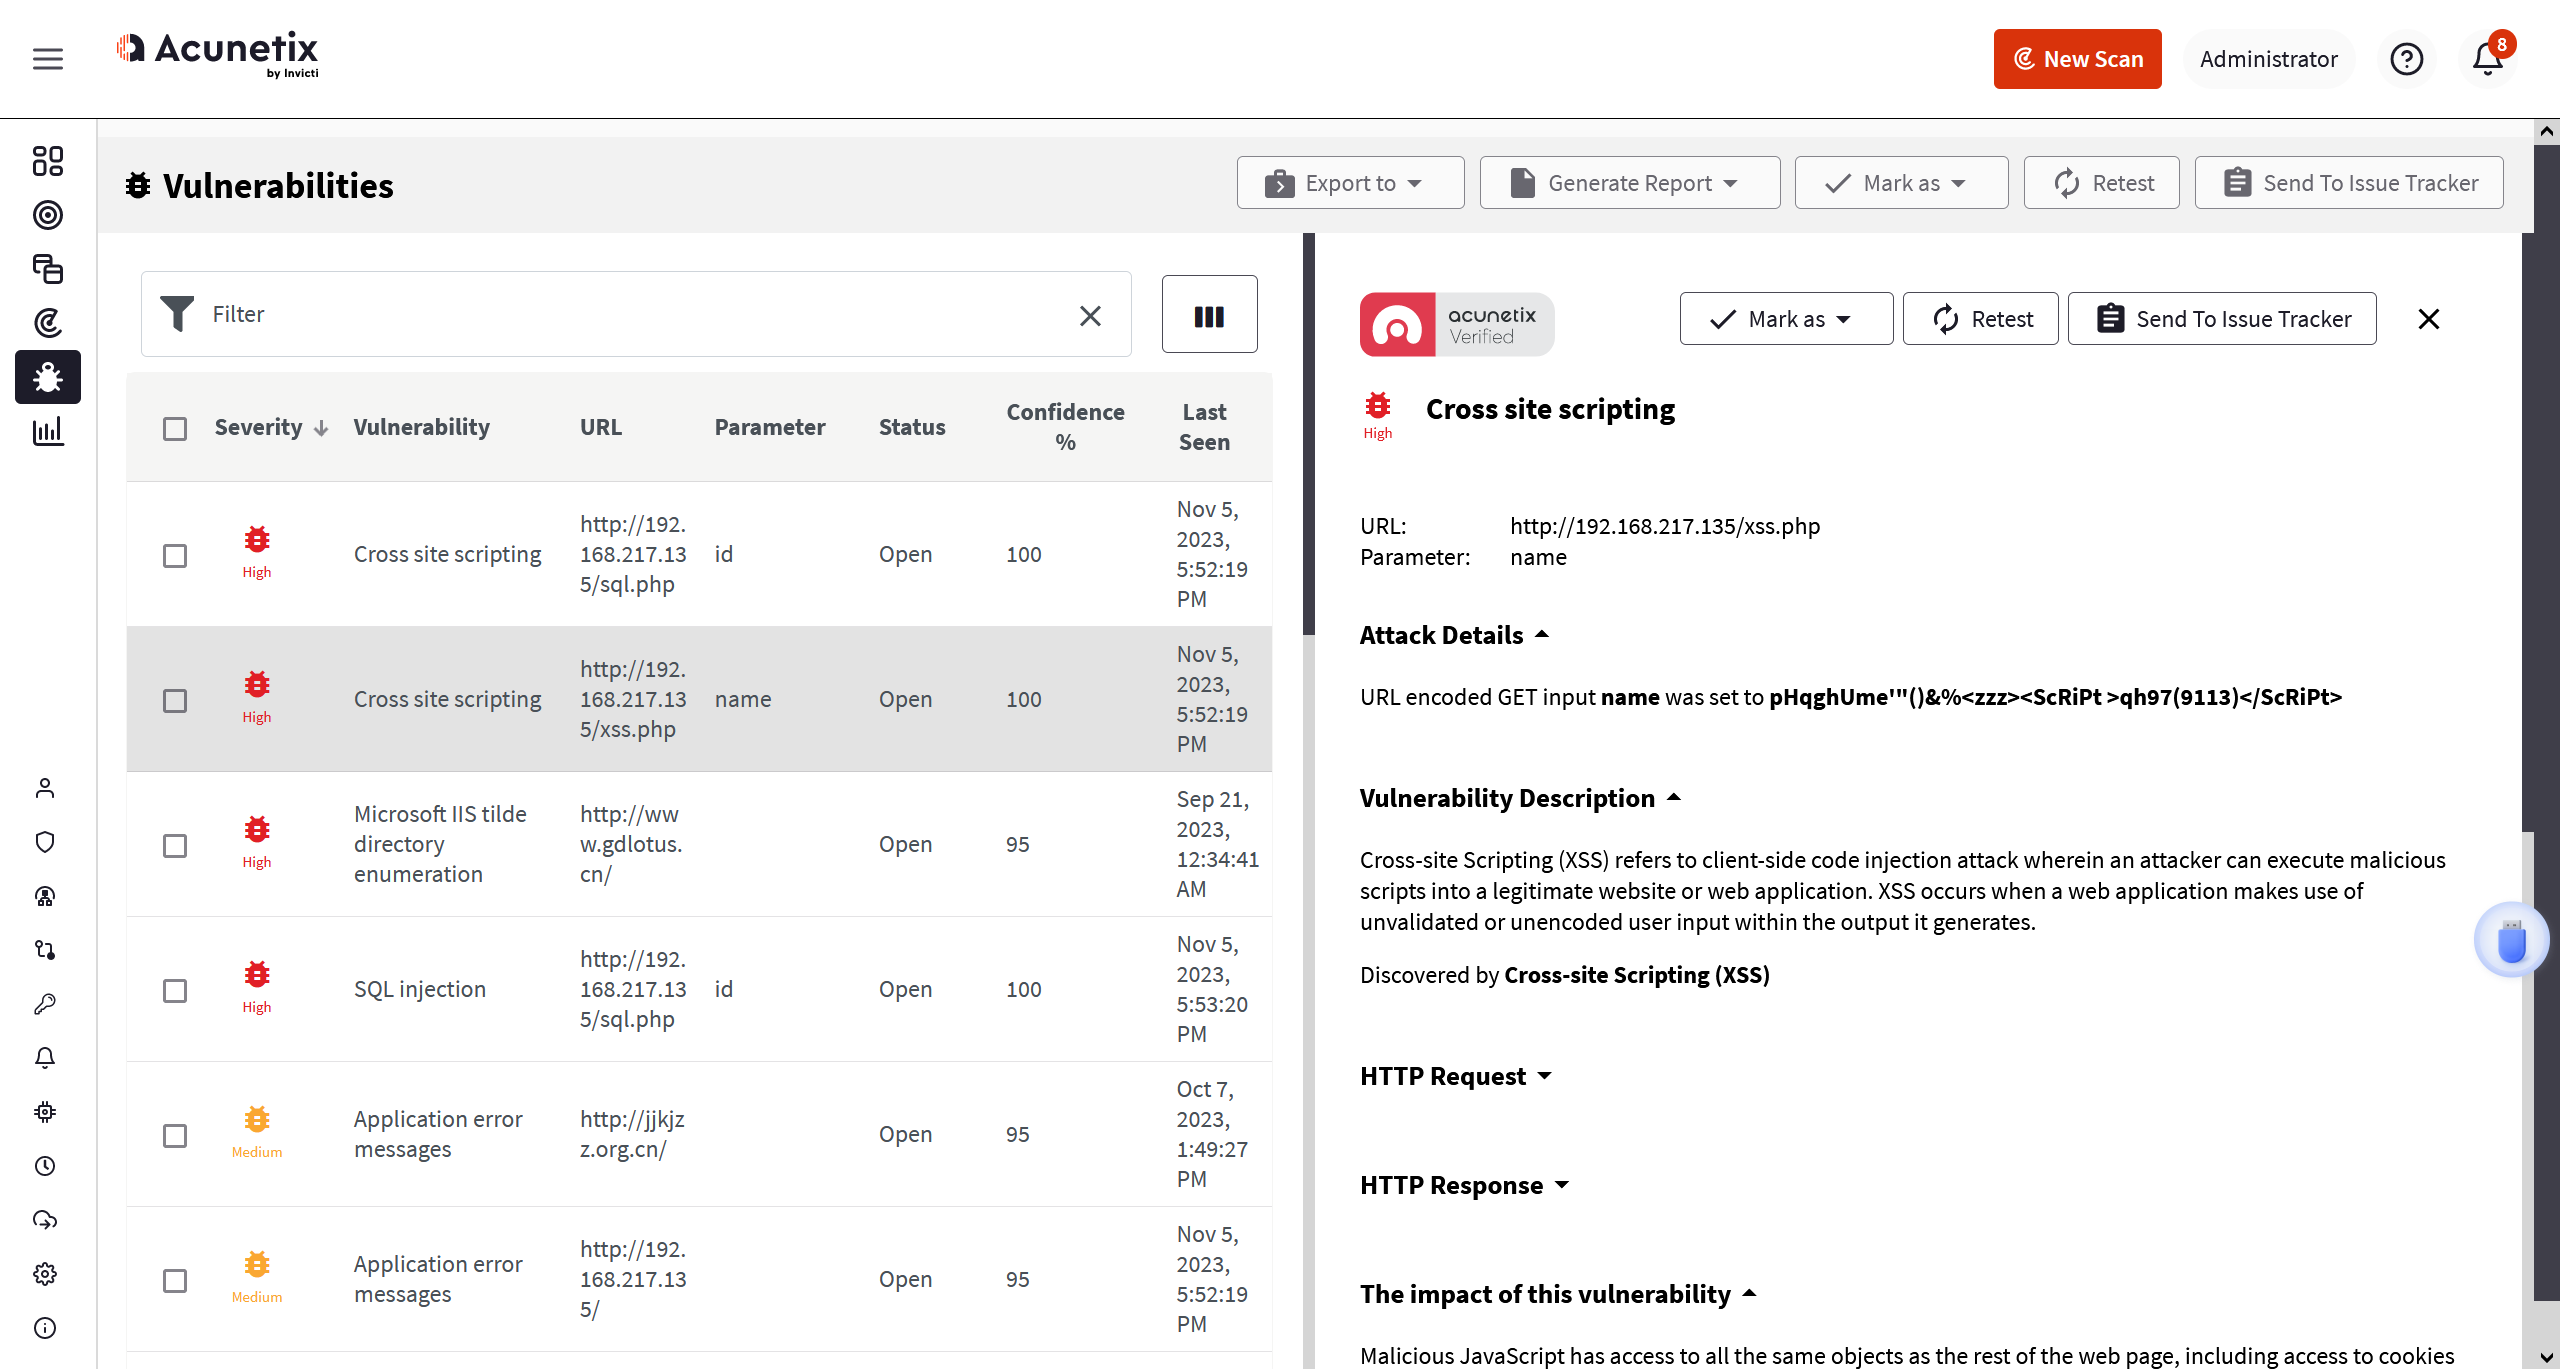 Acunetix
by Invicti
New Scan
Administrator
8
Vulnerabilities
Export to
Generate Report
Mark as
Retest
Send To Issue Tracker
Filter
Severity
Vulnerability
URL
Parameter
Status
Confidence
%
Last
Seen
High
Cross site scripting
http://192.
168.217.13
5/sql.php
id
Open
100
Nov 5,
2023,
5:52:19
PM
High
Cross site scripting
http://192.
168.217.13
5/xss.php
name
Open
100
Nov 5,
2023,
5:52:19
PM
High
Microsoft IIS tilde
directory
enumeration
http://ww
w.gdlotus.
cn/
Open
95
Sep 21,
2023,
12:34:41
AM
High
SQL injection
http://192.
168.217.13
5/sql.php
id
Open
100
Nov 5,
2023,
5:53:20
PM
Medium
Application error
messages
http://jjkjz
z.org.cn/
Open
95
Oct 7,
2023,
1:49:27
PM
Medium
Application error
messages
http://192.
168.217.13
5/
Open
95
Nov 5,
2023,
5:52:19
PM
acunetix
Verified
Mark as
Retest
Send To Issue Tracker
High
Cross site scripting
URL: http://192.168.217.135/xss.php
Parameter: name
Attack Details
URL encoded GET input name was set to pHqghUme'"()&%<zzz><ScRiPt >qh97(9113)</ScRiPt>
Vulnerability Description
Cross-site Scripting (XSS) refers to client-side code injection attack wherein an attacker can execute malicious
scripts into a legitimate website or web application. XSS occurs when a web application makes use of
unvalidated or unencoded user input within the output it generates.
Discovered by Cross-site Scripting (XSS)
HTTP Request
HTTP Response
The impact of this vulnerability
Malicious JavaScript has access to all the same objects as the rest of the web page, including access to cookies